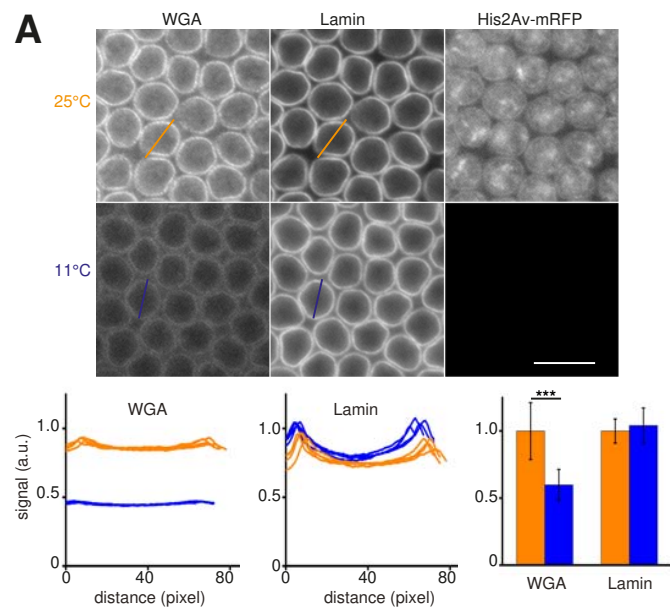 A
WGA Lamin His2Av-mRFP
25°C
11°C
WGA Lamin ***
1.0 1.0 1.0
0.5 0.5 0.5
signal (a.u.)
0 0 0
0 40 80 0 40 80 WGA Lamin
distance (pixel) distance (pixel)